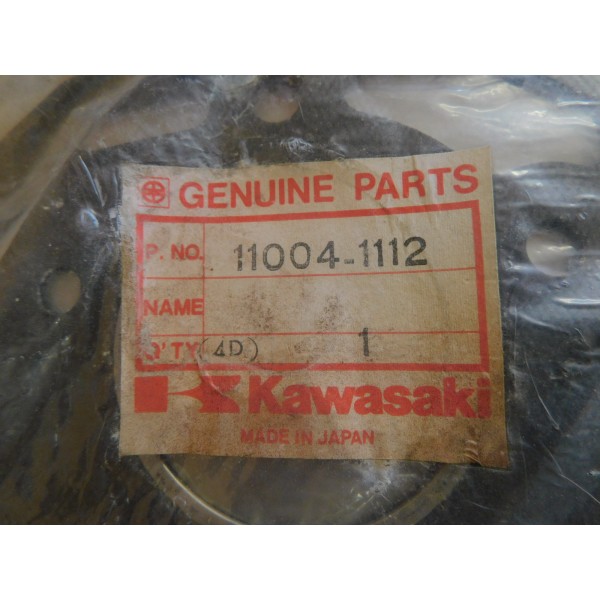 GENUINE PARTS
P. NO. 11004-1112
NAME
Q'TY (4D) 1
Kawasaki
MADE IN JAPAN